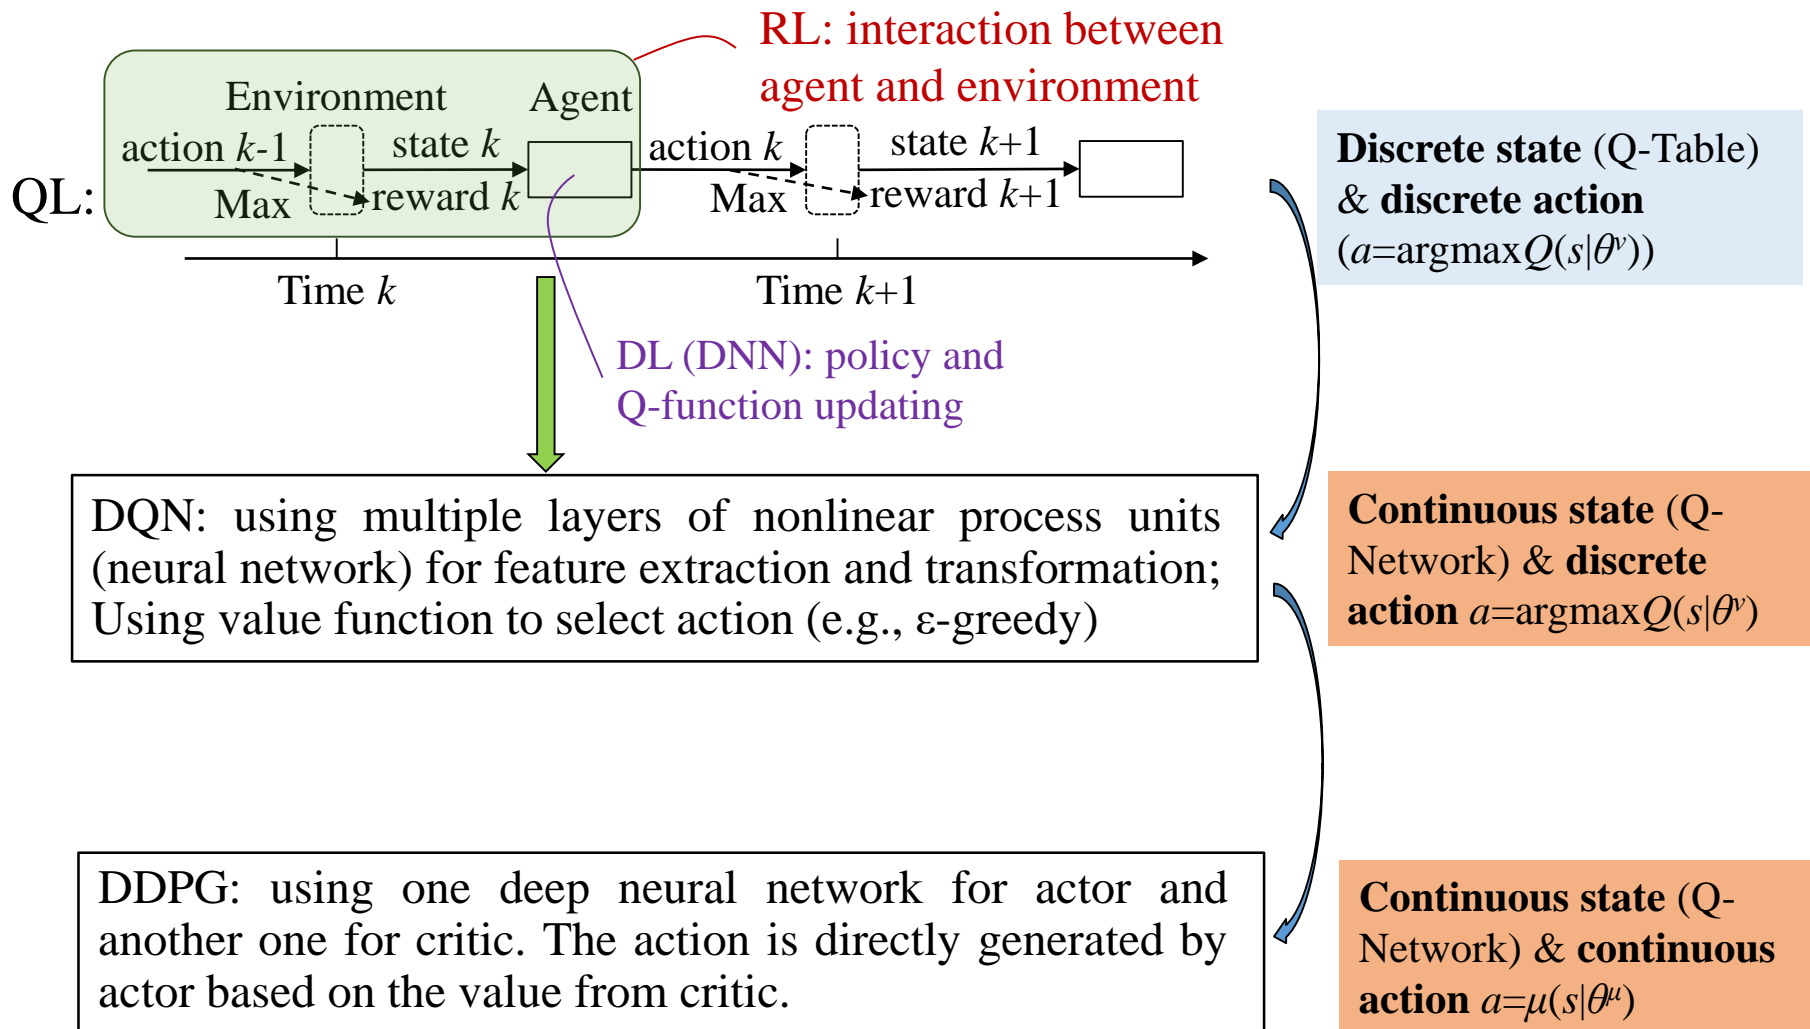 RL: interaction between
agent and environment
Environment
Agent
action k-1
state k
action k
state k+1
QL:
Max
reward k
Max
reward k+1
Time k
Time k+1
DL (DNN): policy and
Q-function updating
Discrete state (Q-Table)
& discrete action
(a=argmaxQ(s|θᵛ))
DQN: using multiple layers of nonlinear process units
(neural network) for feature extraction and transformation;
Using value function to select action (e.g., ε-greedy)
Continuous state (Q-
Network) & discrete
action a=argmaxQ(s|θᵛ)
DDPG: using one deep neural network for actor and
another one for critic. The action is directly generated by
actor based on the value from critic.
Continuous state (Q-
Network) & continuous
action a=μ(s|θ^μ)